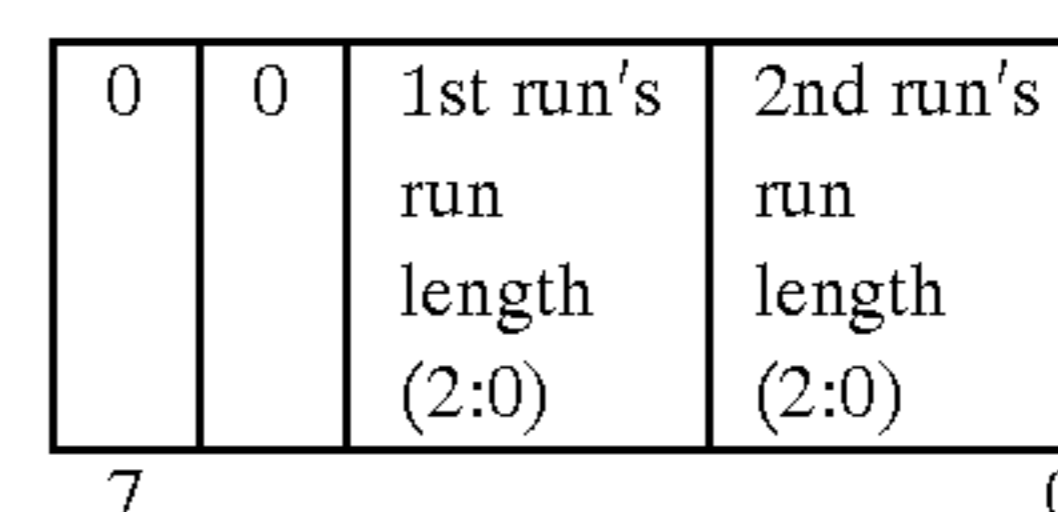 0 0 1st run's 2nd run's
run run
length length
(2:0) (2:0)
7